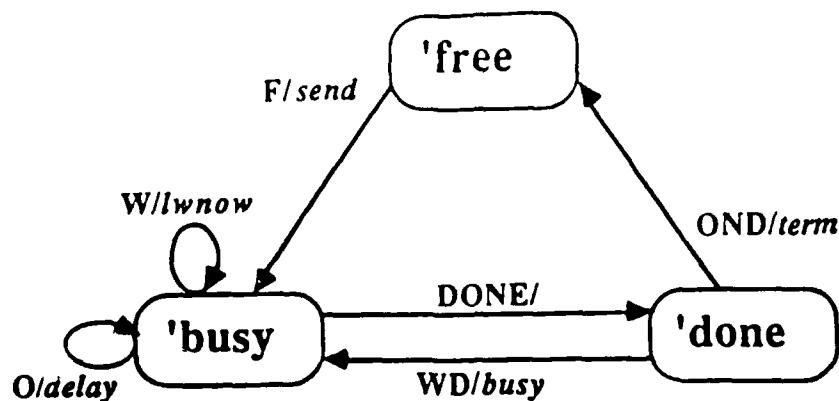 'free
F/send
W/lwnow
OND/term
DONE/
'busy
'done
WD/busy
O/delay